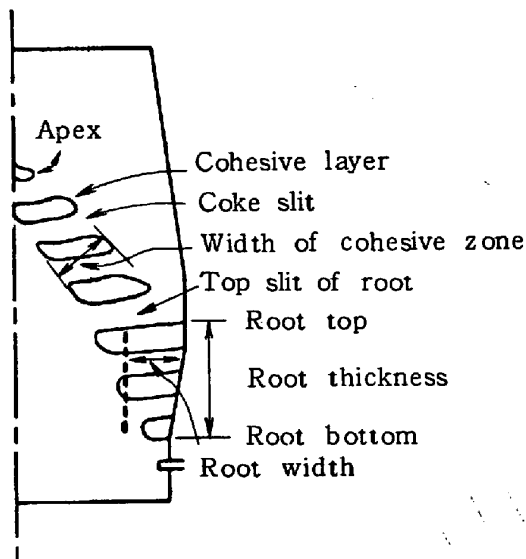 Apex
Cohesive layer
Coke slit
Width of cohesive zone
Top slit of root
Root top
Root thickness
Root bottom
Root width